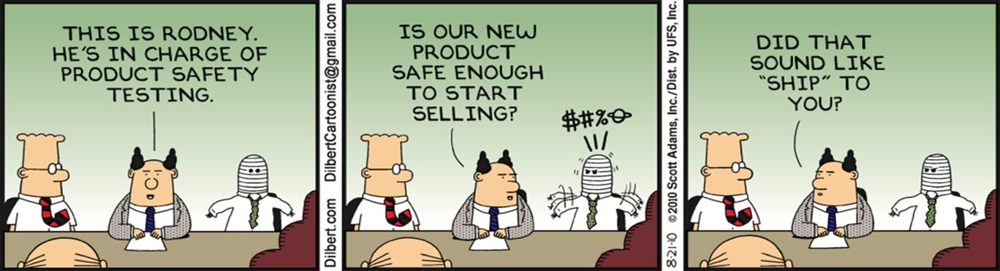 THIS IS RODNEY.
HE'S IN CHARGE OF
PRODUCT SAFETY
TESTING.
Dilbert.com DilbertCartoonist@gmail.com
IS OUR NEW
PRODUCT
SAFE ENOUGH
TO START
SELLING?
$#%
8-21-10 ©2010 Scott Adams, Inc./Dist. by UFS, Inc.
DID THAT
SOUND LIKE
"SHIP" TO
YOU?